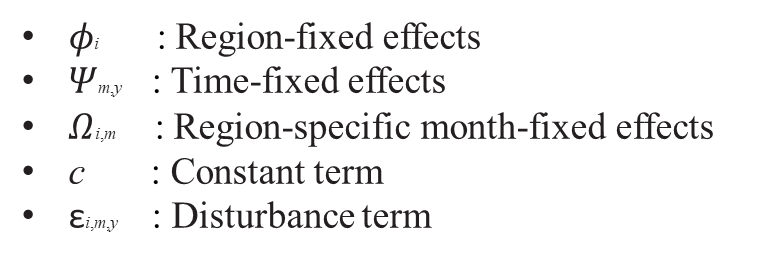 • ϕi : Region-fixed effects
• Ψm,y : Time-fixed effects
• Ωi,m : Region-specific month-fixed effects
• c : Constant term
• εi,m,y : Disturbance term